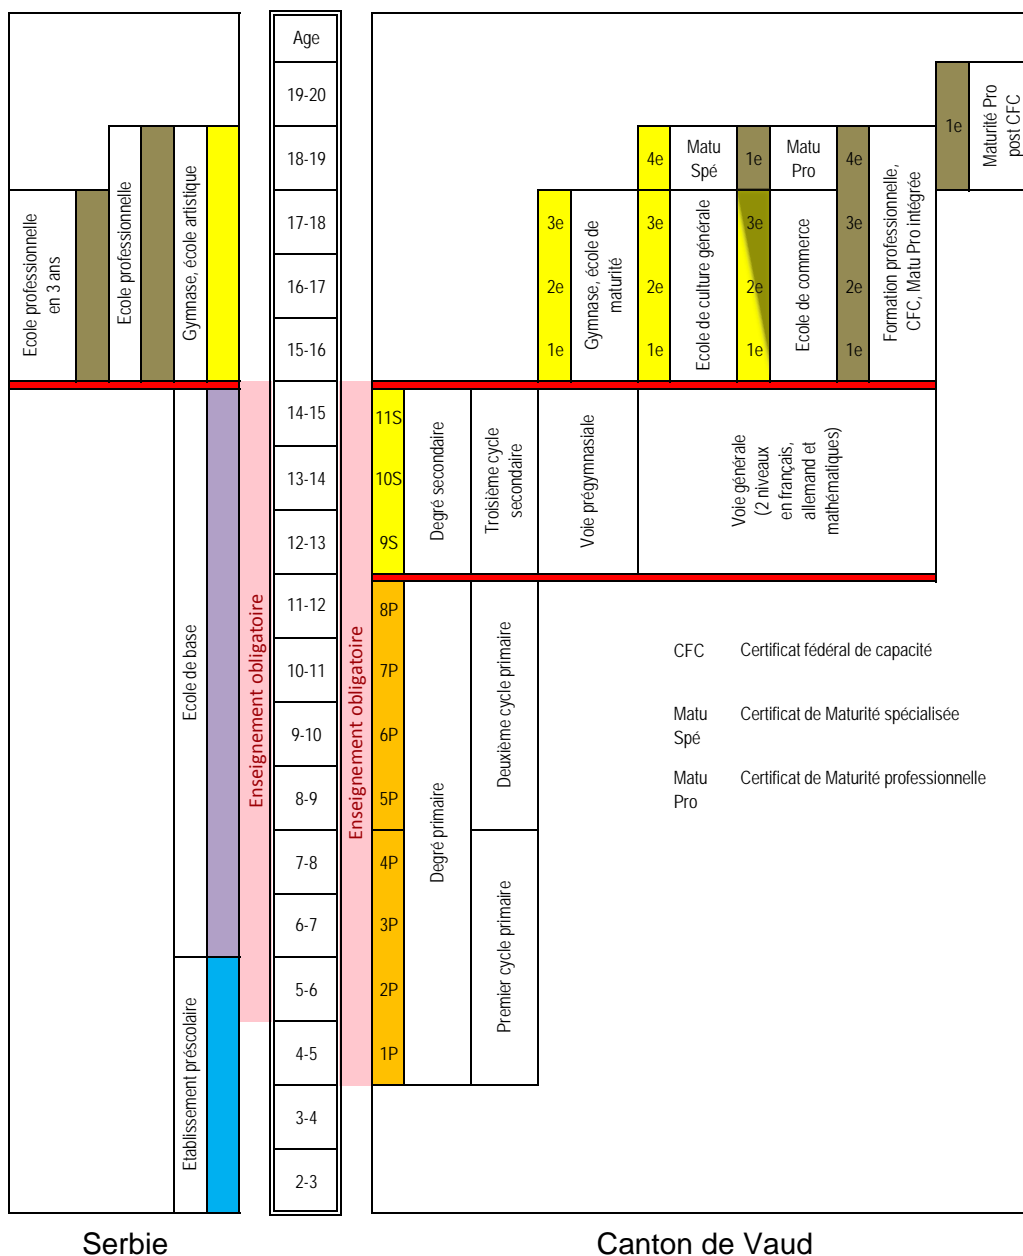 Age
19-20
18-19
17-18
16-17
15-16
14-15
13-14
12-13
11-12
10-11
9-10
8-9
7-8
6-7
5-6
4-5
3-4
2-3
Ecole professionnelle
en 3 ans
Ecole professionnelle
Gymnase, école artistique
Ecole de base
Etablissement préscolaire
Enseignement obligatoire
Enseignement obligatoire
11S
10S
9S
8P
7P
6P
5P
4P
3P
2P
1P
Degré secondaire
Degré primaire
Troisième cycle
secondaire
Deuxième cycle primaire
Premier cycle primaire
Voie prégymnasiale
Voie générale
(2 niveaux
en français,
allemand et
mathématiques)
3e
2e
1e
Gymnase, école de
maturité
4e
3e
2e
1e
Matu
Spé
Ecole de culture générale
1e
3e
2e
1e
Matu
Pro
Ecole de commerce
4e
3e
2e
1e
Formation professionnelle,
CFC, Matu Pro intégrée
1e
Maturité Pro
post CFC
CFC Certificat fédéral de capacité
Matu Certificat de Maturité spécialisée
Spé
Matu Certificat de Maturité professionnelle
Pro
Serbie
Canton de Vaud